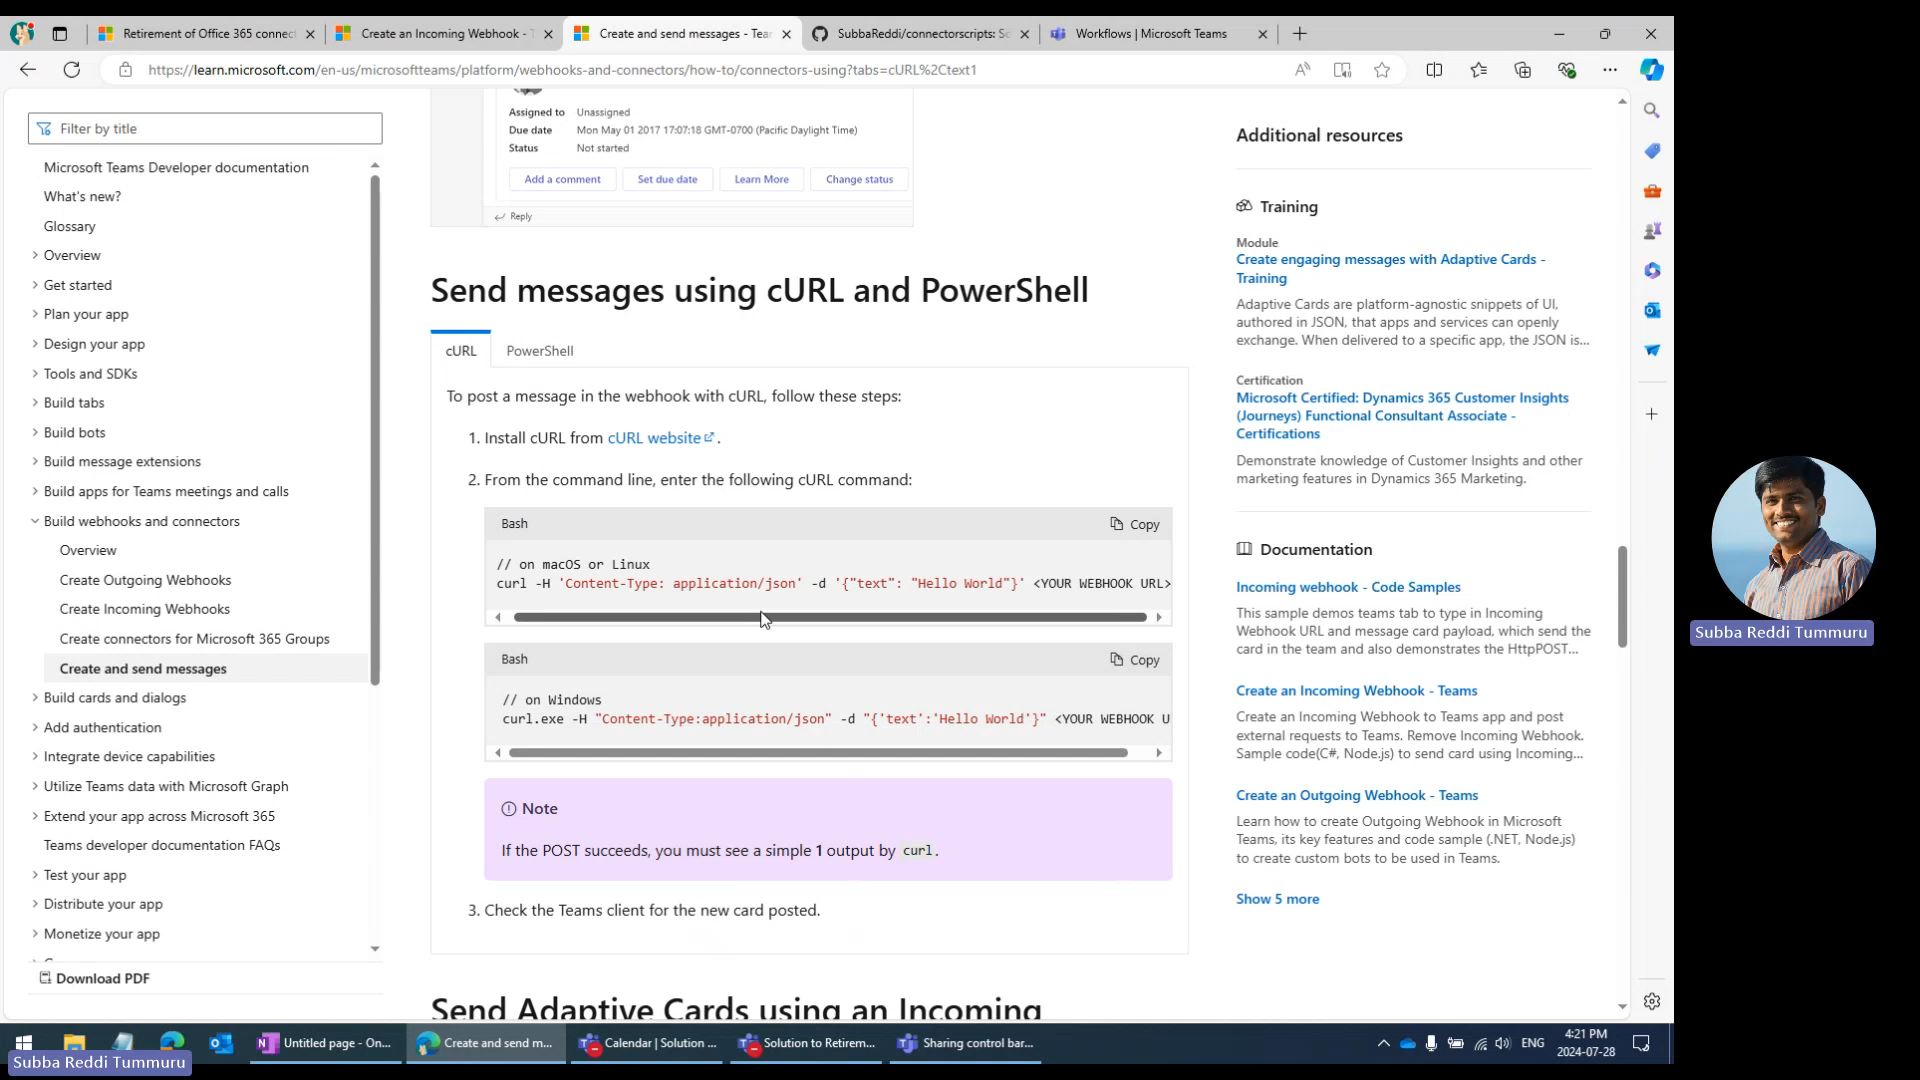 Retirement of Office 365 connec
Create an Incoming Webhook - T
Create and send messages - Tea
SubbaReddi/connectorscripts: Sc
Workflows | Microsoft Teams
https://learn.microsoft.com/en-us/microsoftteams/platform/webhooks-and-connectors/how-to/connectors-using?tabs=cURL%2Ctext1
Filter by title
Microsoft Teams Developer documentation
What's new?
Glossary
Overview
Get started
Plan your app
Design your app
Tools and SDKs
Build tabs
Build bots
Build message extensions
Build apps for Teams meetings and calls
Build webhooks and connectors
Overview
Create Outgoing Webhooks
Create Incoming Webhooks
Create connectors for Microsoft 365 Groups
Create and send messages
Build cards and dialogs
Add authentication
Integrate device capabilities
Utilize Teams data with Microsoft Graph
Extend your app across Microsoft 365
Teams developer documentation FAQs
Test your app
Distribute your app
Monetize your app
Download PDF
Assigned to Unassigned
Due date Mon May 01 2017 17:07:18 GMT-0700 (Pacific Daylight Time)
Status Not started
Add a comment Set due date Learn More Change status
Reply
Send messages using cURL and PowerShell
cURL PowerShell
To post a message in the webhook with cURL, follow these steps:
1. Install cURL from cURL website.
2. From the command line, enter the following cURL command:
Bash Copy
// on macOS or Linux
curl -H 'Content-Type: application/json' -d '{"text": "Hello World"}' <YOUR WEBHOOK URL>
Bash Copy
// on Windows
curl.exe -H "Content-Type:application/json" -d "{'text':'Hello World'}" <YOUR WEBHOOK U
Note
If the POST succeeds, you must see a simple 1 output by curl.
3. Check the Teams client for the new card posted.
Send Adaptive Cards using an Incoming
Additional resources
Training
Module
Create engaging messages with Adaptive Cards -
Training
Adaptive Cards are platform-agnostic snippets of UI,
authored in JSON, that apps and services can openly
exchange. When delivered to a specific app, the JSON is...
Certification
Microsoft Certified: Dynamics 365 Customer Insights
(Journeys) Functional Consultant Associate -
Certifications
Demonstrate knowledge of Customer Insights and other
marketing features in Dynamics 365 Marketing.
Documentation
Incoming webhook - Code Samples
This sample demos teams tab to type in Incoming
Webhook URL and message card payload, which send the
card in the team and also demonstrates the HttpPOST...
Create an Incoming Webhook - Teams
Create an Incoming Webhook to Teams app and post
external requests to Teams. Remove Incoming Webhook.
Sample code(C#, Node.js) to send card using Incoming...
Create an Outgoing Webhook - Teams
Learn how to create Outgoing Webhook in Microsoft
Teams, its key features and code sample (.NET, Node.js)
to create custom bots to be used in Teams.
Show 5 more
Subba Reddi Tummuru
Untitled page - On...
Create and send m...
Calendar | Solution ...
Solution to Retirem...
Sharing control bar...
ENG
4:21 PM
2024-07-28
Subba Reddi Tummuru